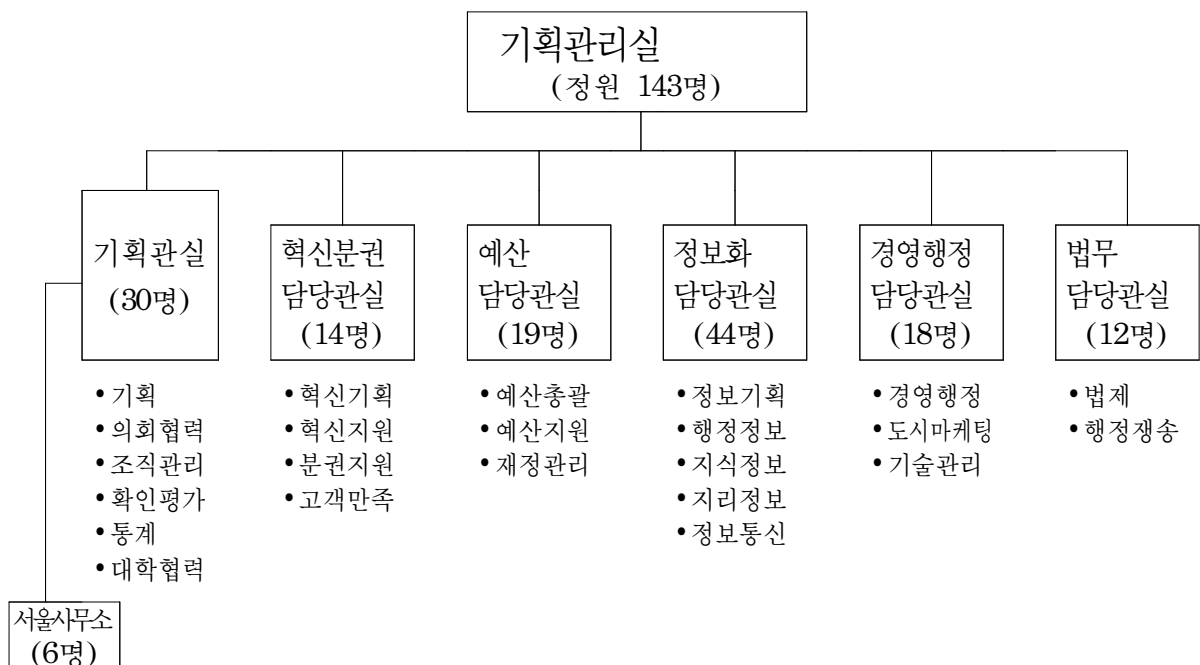 기획관리실
(정원 143명)
기획관실
(30명)
혁신분권
담당관실
(14명)
예산
담당관실
(19명)
정보화
담당관실
(44명)
경영행정
담당관실
(18명)
법무
담당관실
(12명)
•기획
•의회협력
•조직관리
•확인평가
•통계
•대학협력
•혁신기획
•혁신지원
•분권지원
•고객만족
•예산총괄
•예산지원
•재정관리
•정보기획
•행정정보
•지식정보
•지리정보
•정보통신
•경영행정
•도시마케팅
•기술관리
•법제
•행정쟁송
서울사무소
(6명)